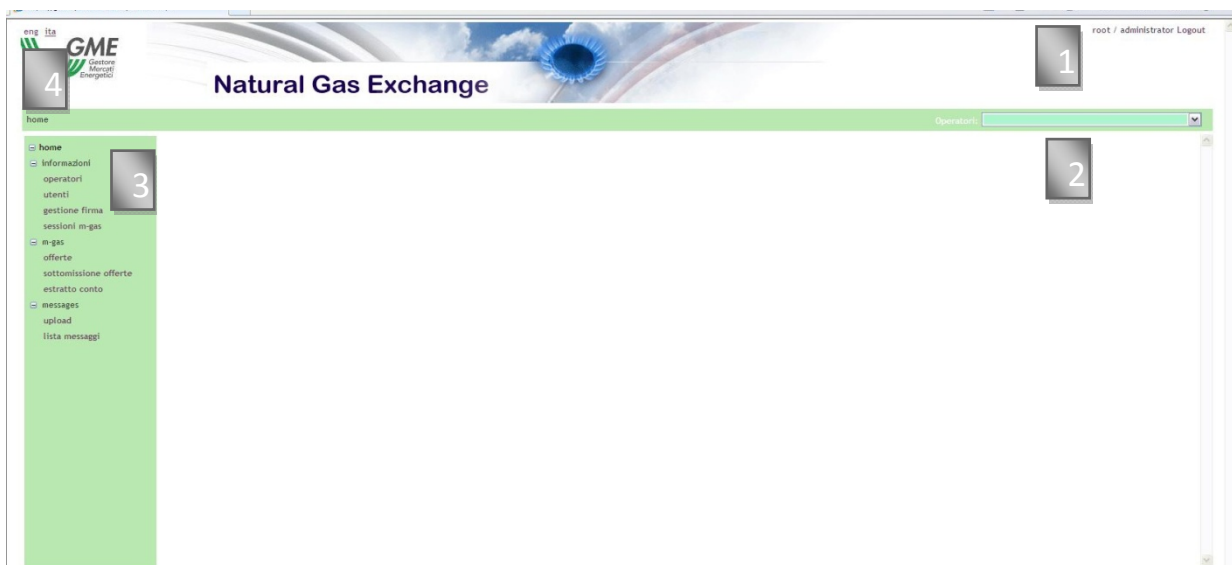 eng ita
root / administrator Logout
1
GME
Gestore
Mercati
Energetici
4
Natural Gas Exchange
home
Operatori:
home
informazioni
operatori
utenti
gestione firma
sessioni m-gas
m-gas
offerte
sottomissione offerte
estratto conto
messages
upload
lista messaggi
3
2